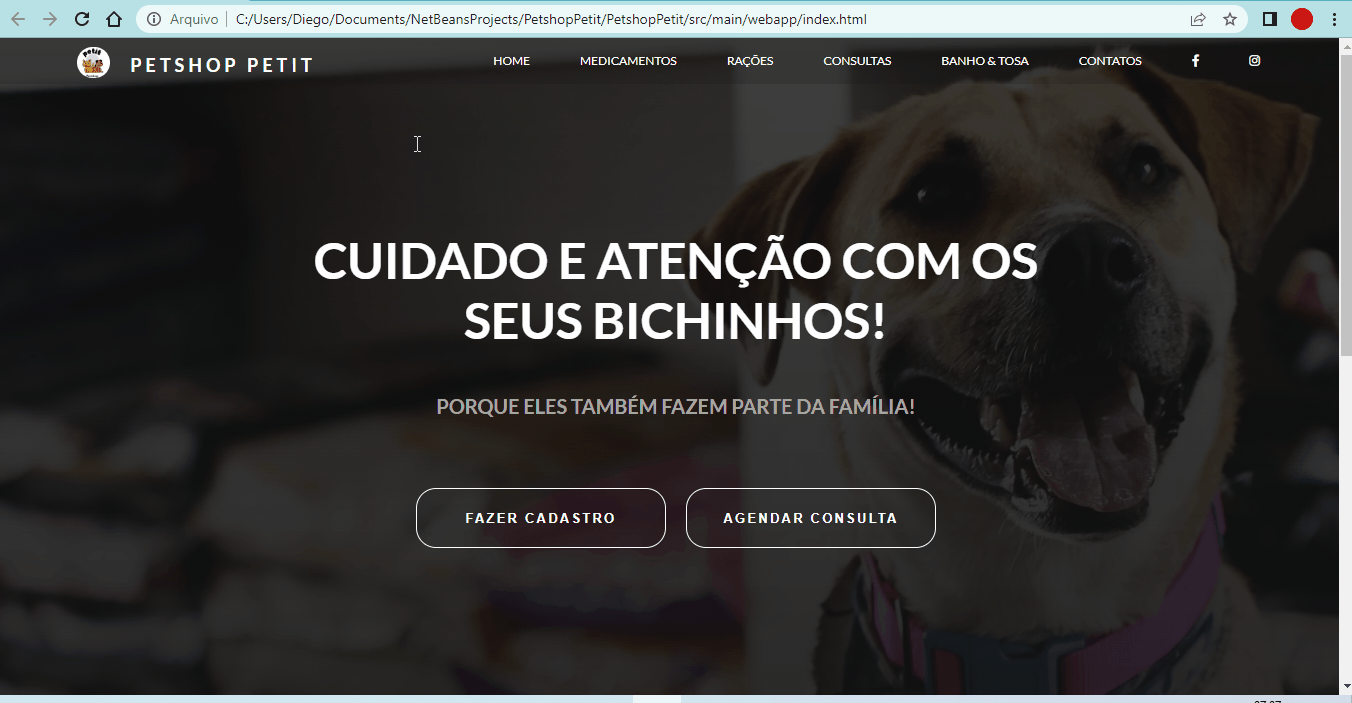 Arquivo C:/Users/Diego/Documents/NetBeansProjects/PetshopPetit/PetshopPetit/src/main/webapp/index.html
Petit
PETSHOP PETIT HOME MEDICAMENTOS RAÇÕES CONSULTAS BANHO & TOSA CONTATOS
CUIDADO E ATENÇÃO COM OS
SEUS BICHINHOS!
PORQUE ELES TAMBÉM FAZEM PARTE DA FAMÍLIA!
FAZER CADASTRO AGENDAR CONSULTA